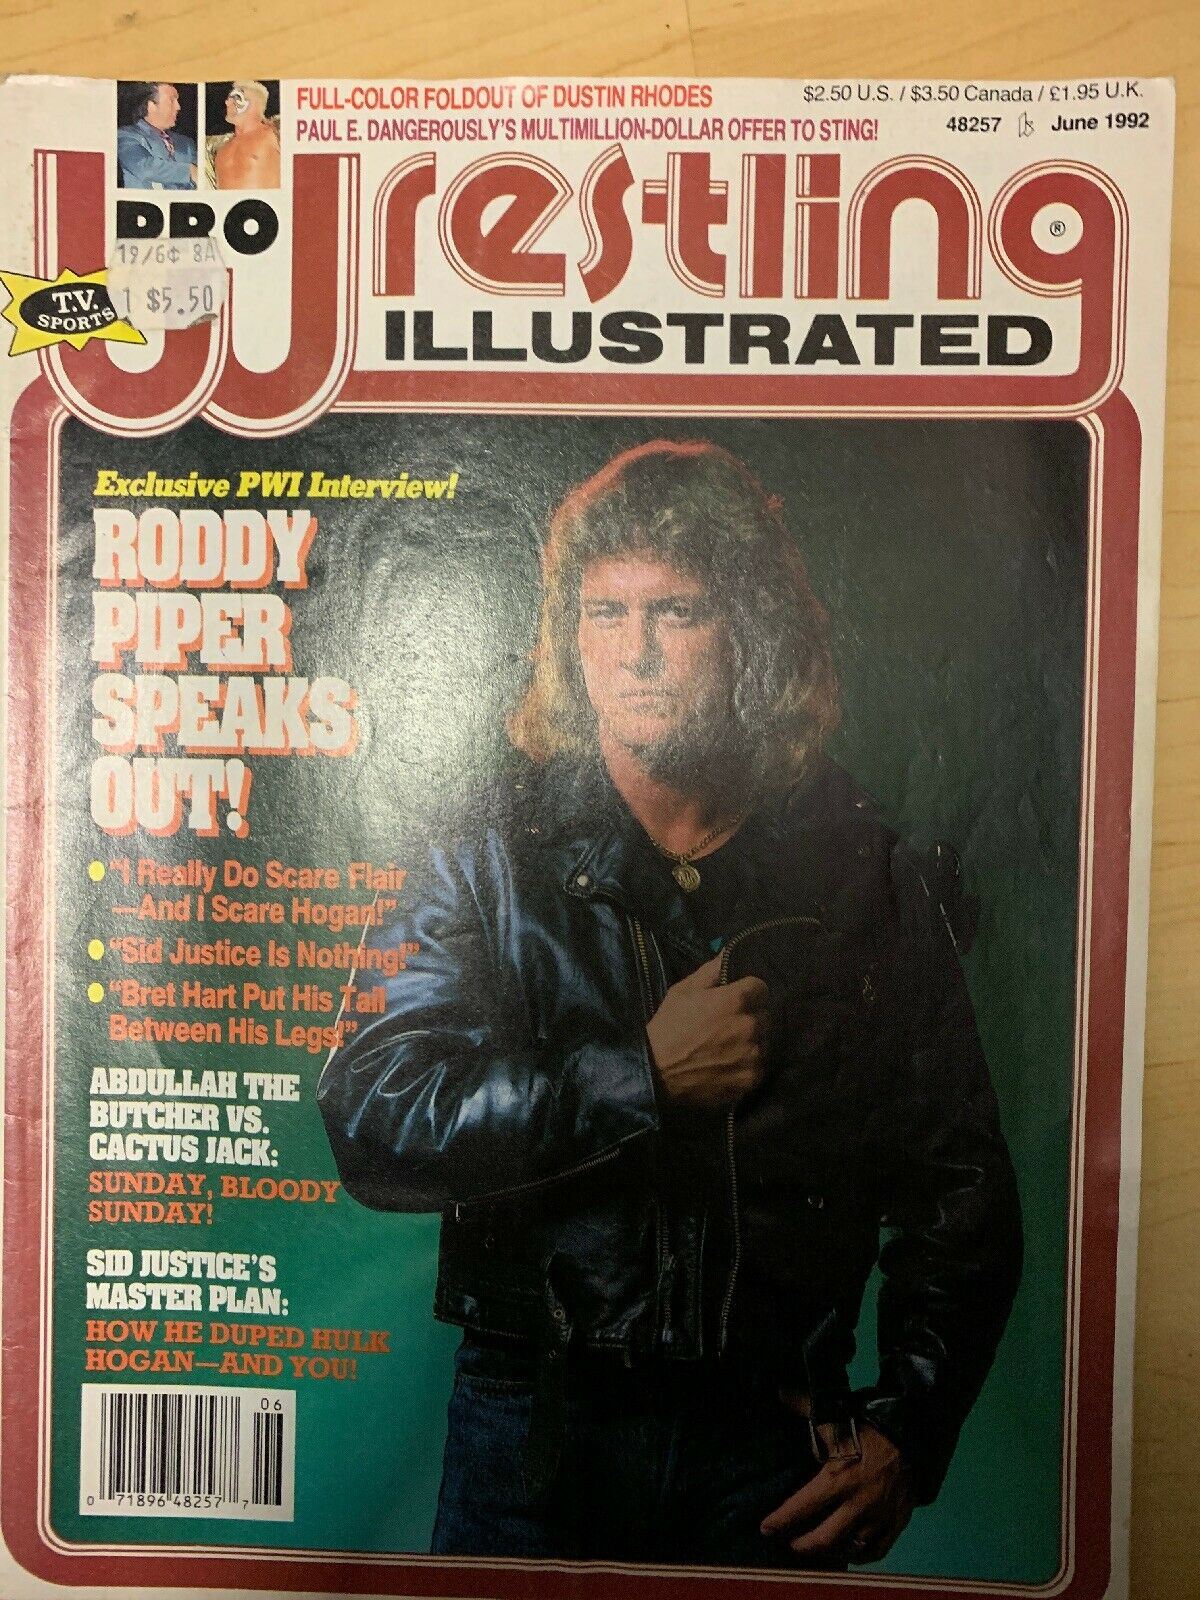 FULL-COLOR FOLDOUT OF DUSTIN RHODES
PAUL E. DANGEROUSLY'S MULTIMILLION-DOLLAR OFFER TO STING!
$2.50 U.S. / $3.50 Canada / £1.95 U.K.
48257 June 1992
PRO
Wrestling®
ILLUSTRATED
19/6¢ 8A
1 $5.50
T.V.
SPORTS
Exclusive PWI Interview!
RODDY
PIPER
SPEAKS
OUT!
• "I Really Do Scare Flair
—And I Scare Hogan!"
• "Sid Justice Is Nothing!"
• "Bret Hart Put His Tail
Between His Legs!"
ABDULLAH THE
BUTCHER VS.
CACTUS JACK:
SUNDAY, BLOODY
SUNDAY!
SID JUSTICE'S
MASTER PLAN:
HOW HE DUPED HULK
HOGAN—AND YOU!
06
0 71896 48257 7